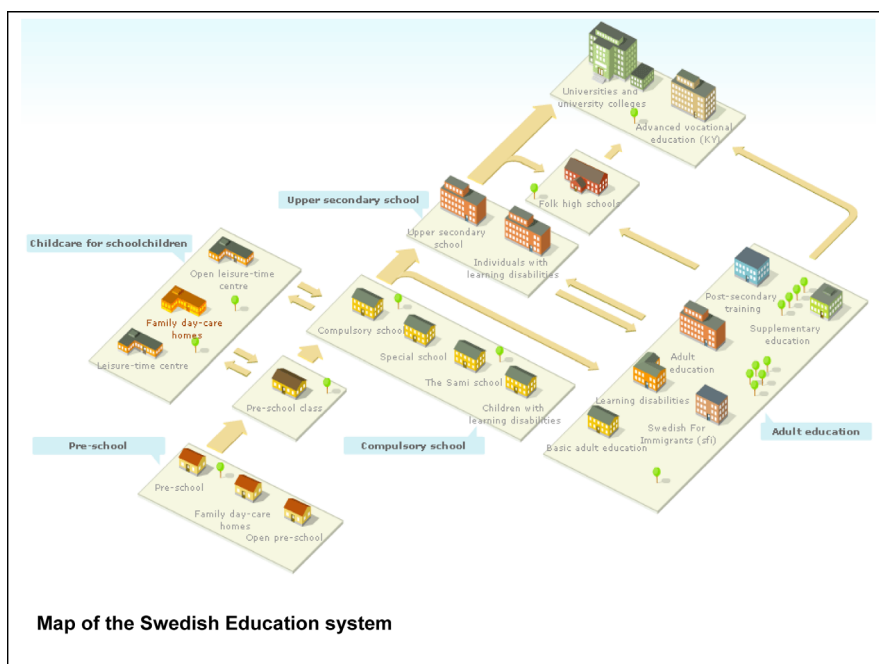 Universities and
university colleges
Advanced vocational
education (KY)
Folk high schools
Upper secondary school
Upper secondary
school
Individuals with
learning disabilities
Childcare for schoolchildren
Open leisure-time
centre
Family day-care
homes
Leisure-time centre
Compulsory school
Special school
The Sami school
Children with
learning disabilities
Compulsory school
Pre-school class
Pre-school
Pre-school
Family day-care
homes
Open pre-school
Post-secondary
training
Supplementary
education
Adult
education
Learning disabilities
Swedish For
Immigrants (sfi)
Basic adult education
Adult education
Map of the Swedish Education system